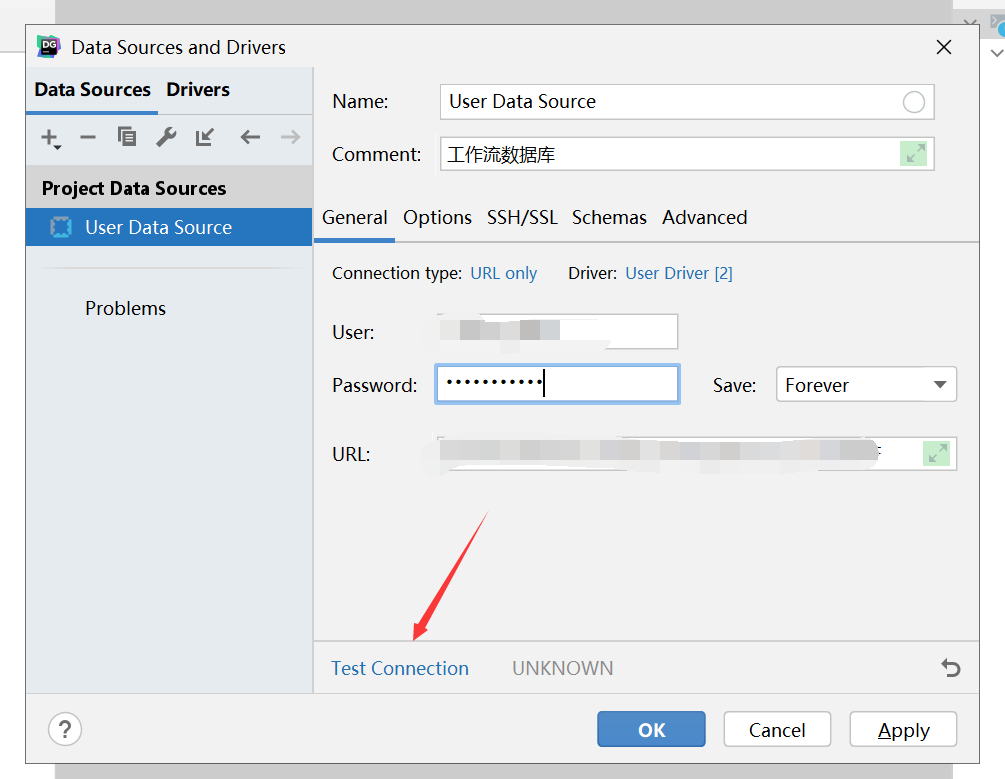 DG
Data Sources and Drivers
Data Sources Drivers
Project Data Sources
User Data Source
Problems
Name: User Data Source
Comment: 工作流数据库
General Options SSH/SSL Schemas Advanced
Connection type: URL only Driver: User Driver [2]
User:
Password: ••••••••••• Save: Forever
URL:
Test Connection UNKNOWN
? OK Cancel Apply